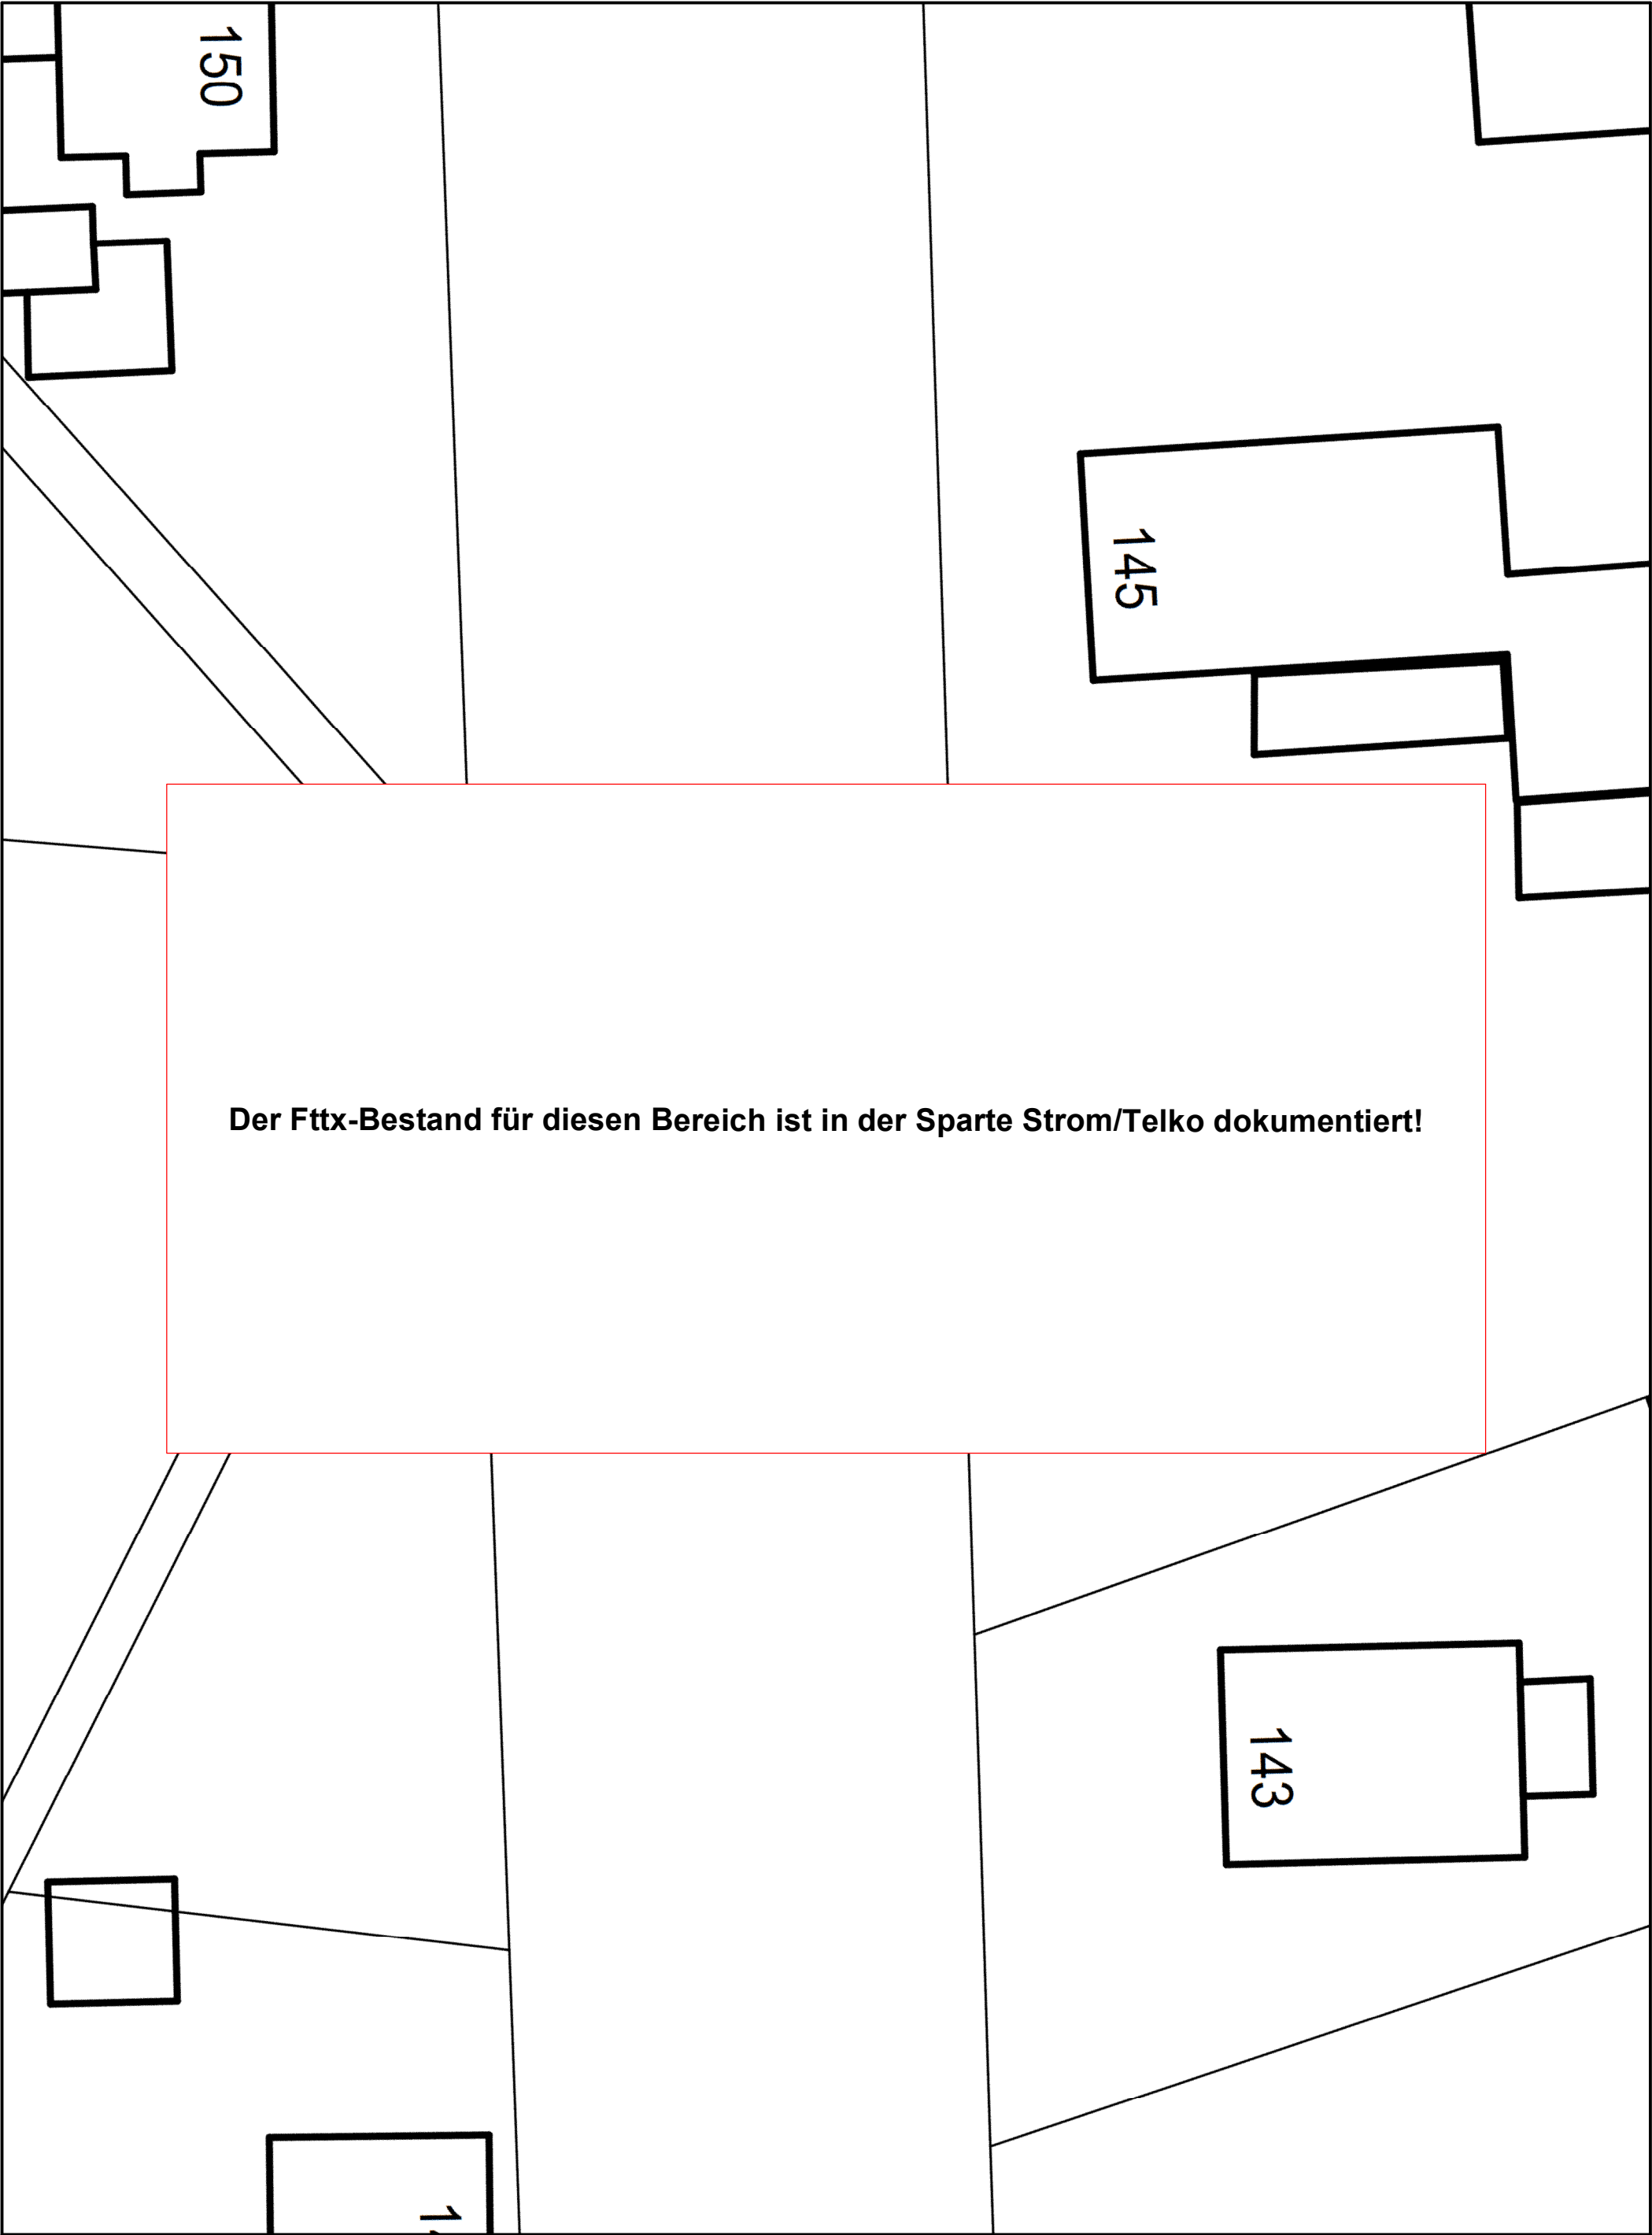 150
145
Der Fttx-Bestand für diesen Bereich ist in der Sparte Strom/Telko dokumentiert!
143